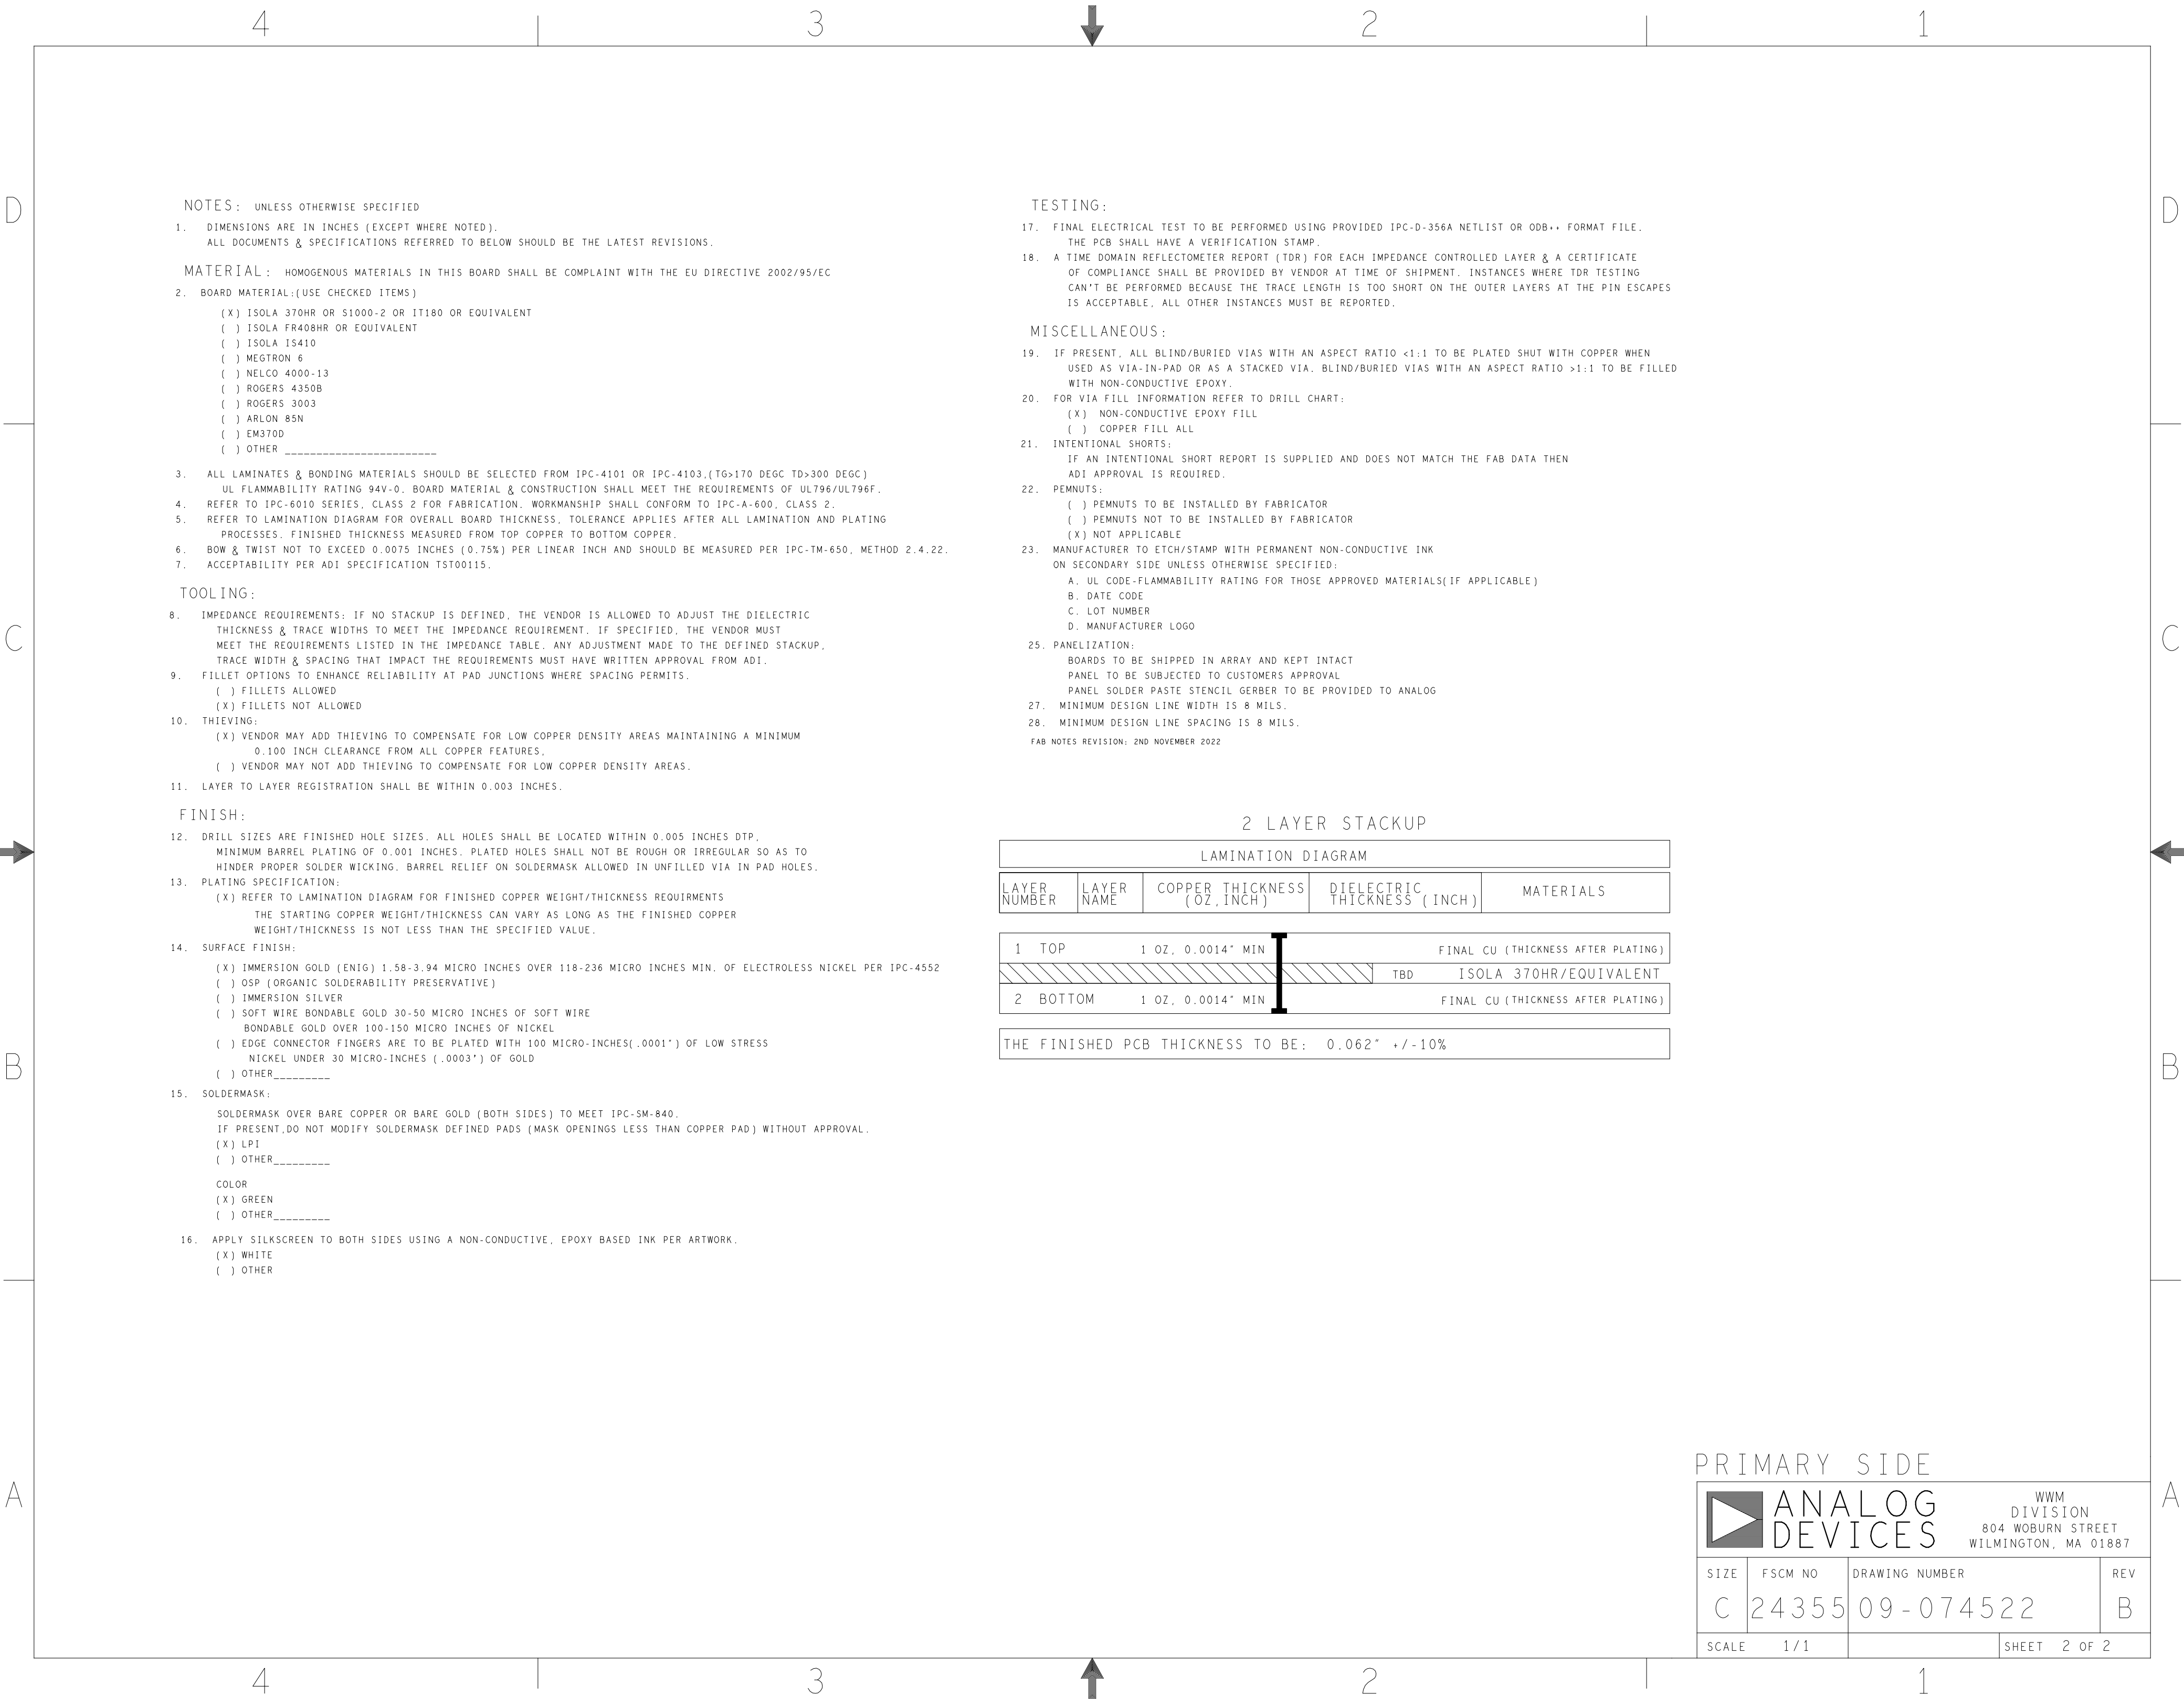 4 3 2 1
D D
NOTES: UNLESS OTHERWISE SPECIFIED
1. DIMENSIONS ARE IN INCHES (EXCEPT WHERE NOTED).
ALL DOCUMENTS & SPECIFICATIONS REFERRED TO BELOW SHOULD BE THE LATEST REVISIONS.
MATERIAL: HOMOGENOUS MATERIALS IN THIS BOARD SHALL BE COMPLAINT WITH THE EU DIRECTIVE 2002/95/EC
2. BOARD MATERIAL:(USE CHECKED ITEMS)
(X) ISOLA 370HR OR S1000-2 OR IT180 OR EQUIVALENT
( ) ISOLA FR408HR OR EQUIVALENT
( ) ISOLA IS410
( ) MEGTRON 6
( ) NELCO 4000-13
( ) ROGERS 4350B
( ) ROGERS 3003
( ) ARLON 85N
( ) EM370D
( ) OTHER ________________________
3. ALL LAMINATES & BONDING MATERIALS SHOULD BE SELECTED FROM IPC-4101 OR IPC-4103,(TG>170 DEGC TD>300 DEGC)
UL FLAMMABILITY RATING 94V-0. BOARD MATERIAL & CONSTRUCTION SHALL MEET THE REQUIREMENTS OF UL796/UL796F.
4. REFER TO IPC-6010 SERIES, CLASS 2 FOR FABRICATION. WORKMANSHIP SHALL CONFORM TO IPC-A-600, CLASS 2.
5. REFER TO LAMINATION DIAGRAM FOR OVERALL BOARD THICKNESS, TOLERANCE APPLIES AFTER ALL LAMINATION AND PLATING
PROCESSES. FINISHED THICKNESS MEASURED FROM TOP COPPER TO BOTTOM COPPER.
6. BOW & TWIST NOT TO EXCEED 0.0075 INCHES (0.75%) PER LINEAR INCH AND SHOULD BE MEASURED PER IPC-TM-650, METHOD 2.4.22.
7. ACCEPTABILITY PER ADI SPECIFICATION TST00115.
TOOLING:
8. IMPEDANCE REQUIREMENTS: IF NO STACKUP IS DEFINED, THE VENDOR IS ALLOWED TO ADJUST THE DIELECTRIC
THICKNESS & TRACE WIDTHS TO MEET THE IMPEDANCE REQUIREMENT. IF SPECIFIED, THE VENDOR MUST
MEET THE REQUIREMENTS LISTED IN THE IMPEDANCE TABLE. ANY ADJUSTMENT MADE TO THE DEFINED STACKUP,
TRACE WIDTH & SPACING THAT IMPACT THE REQUIREMENTS MUST HAVE WRITTEN APPROVAL FROM ADI.
9. FILLET OPTIONS TO ENHANCE RELIABILITY AT PAD JUNCTIONS WHERE SPACING PERMITS.
( ) FILLETS ALLOWED
(X) FILLETS NOT ALLOWED
10. THIEVING:
(X) VENDOR MAY ADD THIEVING TO COMPENSATE FOR LOW COPPER DENSITY AREAS MAINTAINING A MINIMUM
0.100 INCH CLEARANCE FROM ALL COPPER FEATURES,
( ) VENDOR MAY NOT ADD THIEVING TO COMPENSATE FOR LOW COPPER DENSITY AREAS.
11. LAYER TO LAYER REGISTRATION SHALL BE WITHIN 0.003 INCHES.
FINISH:
12. DRILL SIZES ARE FINISHED HOLE SIZES. ALL HOLES SHALL BE LOCATED WITHIN 0.005 INCHES DTP,
MINIMUM BARREL PLATING OF 0.001 INCHES. PLATED HOLES SHALL NOT BE ROUGH OR IRREGULAR SO AS TO
HINDER PROPER SOLDER WICKING. BARREL RELIEF ON SOLDERMASK ALLOWED IN UNFILLED VIA IN PAD HOLES.
13. PLATING SPECIFICATION:
(X) REFER TO LAMINATION DIAGRAM FOR FINISHED COPPER WEIGHT/THICKNESS REQUIRMENTS
THE STARTING COPPER WEIGHT/THICKNESS CAN VARY AS LONG AS THE FINISHED COPPER
WEIGHT/THICKNESS IS NOT LESS THAN THE SPECIFIED VALUE.
14. SURFACE FINISH:
(X) IMMERSION GOLD (ENIG) 1.58-3.94 MICRO INCHES OVER 118-236 MICRO INCHES MIN. OF ELECTROLESS NICKEL PER IPC-4552
( ) OSP (ORGANIC SOLDERABILITY PRESERVATIVE)
( ) IMMERSION SILVER
( ) SOFT WIRE BONDABLE GOLD 30-50 MICRO INCHES OF SOFT WIRE
BONDABLE GOLD OVER 100-150 MICRO INCHES OF NICKEL
( ) EDGE CONNECTOR FINGERS ARE TO BE PLATED WITH 100 MICRO-INCHES(.0001") OF LOW STRESS
NICKEL UNDER 30 MICRO-INCHES (.0003") OF GOLD
( ) OTHER_________
15. SOLDERMASK:
SOLDERMASK OVER BARE COPPER OR BARE GOLD (BOTH SIDES) TO MEET IPC-SM-840.
IF PRESENT,DO NOT MODIFY SOLDERMASK DEFINED PADS (MASK OPENINGS LESS THAN COPPER PAD) WITHOUT APPROVAL.
(X) LPI
( ) OTHER_________
COLOR
(X) GREEN
( ) OTHER_________
16. APPLY SILKSCREEN TO BOTH SIDES USING A NON-CONDUCTIVE, EPOXY BASED INK PER ARTWORK.
(X) WHITE
( ) OTHER
TESTING:
17. FINAL ELECTRICAL TEST TO BE PERFORMED USING PROVIDED IPC-D-356A NETLIST OR ODB++ FORMAT FILE.
THE PCB SHALL HAVE A VERIFICATION STAMP.
18. A TIME DOMAIN REFLECTOMETER REPORT (TDR) FOR EACH IMPEDANCE CONTROLLED LAYER & A CERTIFICATE
OF COMPLIANCE SHALL BE PROVIDED BY VENDOR AT TIME OF SHIPMENT. INSTANCES WHERE TDR TESTING
CAN'T BE PERFORMED BECAUSE THE TRACE LENGTH IS TOO SHORT ON THE OUTER LAYERS AT THE PIN ESCAPES
IS ACCEPTABLE, ALL OTHER INSTANCES MUST BE REPORTED.
MISCELLANEOUS:
19. IF PRESENT, ALL BLIND/BURIED VIAS WITH AN ASPECT RATIO <1:1 TO BE PLATED SHUT WITH COPPER WHEN
USED AS VIA-IN-PAD OR AS A STACKED VIA. BLIND/BURIED VIAS WITH AN ASPECT RATIO >1:1 TO BE FILLED
WITH NON-CONDUCTIVE EPOXY.
20. FOR VIA FILL INFORMATION REFER TO DRILL CHART:
(X) NON-CONDUCTIVE EPOXY FILL
( ) COPPER FILL ALL
21. INTENTIONAL SHORTS:
IF AN INTENTIONAL SHORT REPORT IS SUPPLIED AND DOES NOT MATCH THE FAB DATA THEN
ADI APPROVAL IS REQUIRED.
22. PEMNUTS:
( ) PEMNUTS TO BE INSTALLED BY FABRICATOR
( ) PEMNUTS NOT TO BE INSTALLED BY FABRICATOR
(X) NOT APPLICABLE
23. MANUFACTURER TO ETCH/STAMP WITH PERMANENT NON-CONDUCTIVE INK
ON SECONDARY SIDE UNLESS OTHERWISE SPECIFIED:
A. UL CODE-FLAMMABILITY RATING FOR THOSE APPROVED MATERIALS(IF APPLICABLE)
B. DATE CODE
C. LOT NUMBER
D. MANUFACTURER LOGO
25. PANELIZATION:
BOARDS TO BE SHIPPED IN ARRAY AND KEPT INTACT
PANEL TO BE SUBJECTED TO CUSTOMERS APPROVAL
PANEL SOLDER PASTE STENCIL GERBER TO BE PROVIDED TO ANALOG
27. MINIMUM DESIGN LINE WIDTH IS 8 MILS.
28. MINIMUM DESIGN LINE SPACING IS 8 MILS.
FAB NOTES REVISION: 2ND NOVEMBER 2022
C C
2 LAYER STACKUP
LAMINATION DIAGRAM
LAYER NUMBER LAYER NAME COPPER THICKNESS (OZ,INCH) DIELECTRIC THICKNESS (INCH) MATERIALS
1 TOP 1 OZ, 0.0014" MIN FINAL CU (THICKNESS AFTER PLATING)
TBD ISOLA 370HR/EQUIVALENT
2 BOTTOM 1 OZ, 0.0014" MIN FINAL CU (THICKNESS AFTER PLATING)
THE FINISHED PCB THICKNESS TO BE: 0.062" +/-10%
B B
A A
PRIMARY SIDE
ANALOG
DEVICES
WWM
DIVISION
804 WOBURN STREET
WILMINGTON, MA 01887
SIZE FSCM NO DRAWING NUMBER REV
C 24355 09-074522 B
SCALE 1/1 SHEET 2 OF 2
4 3 2 1